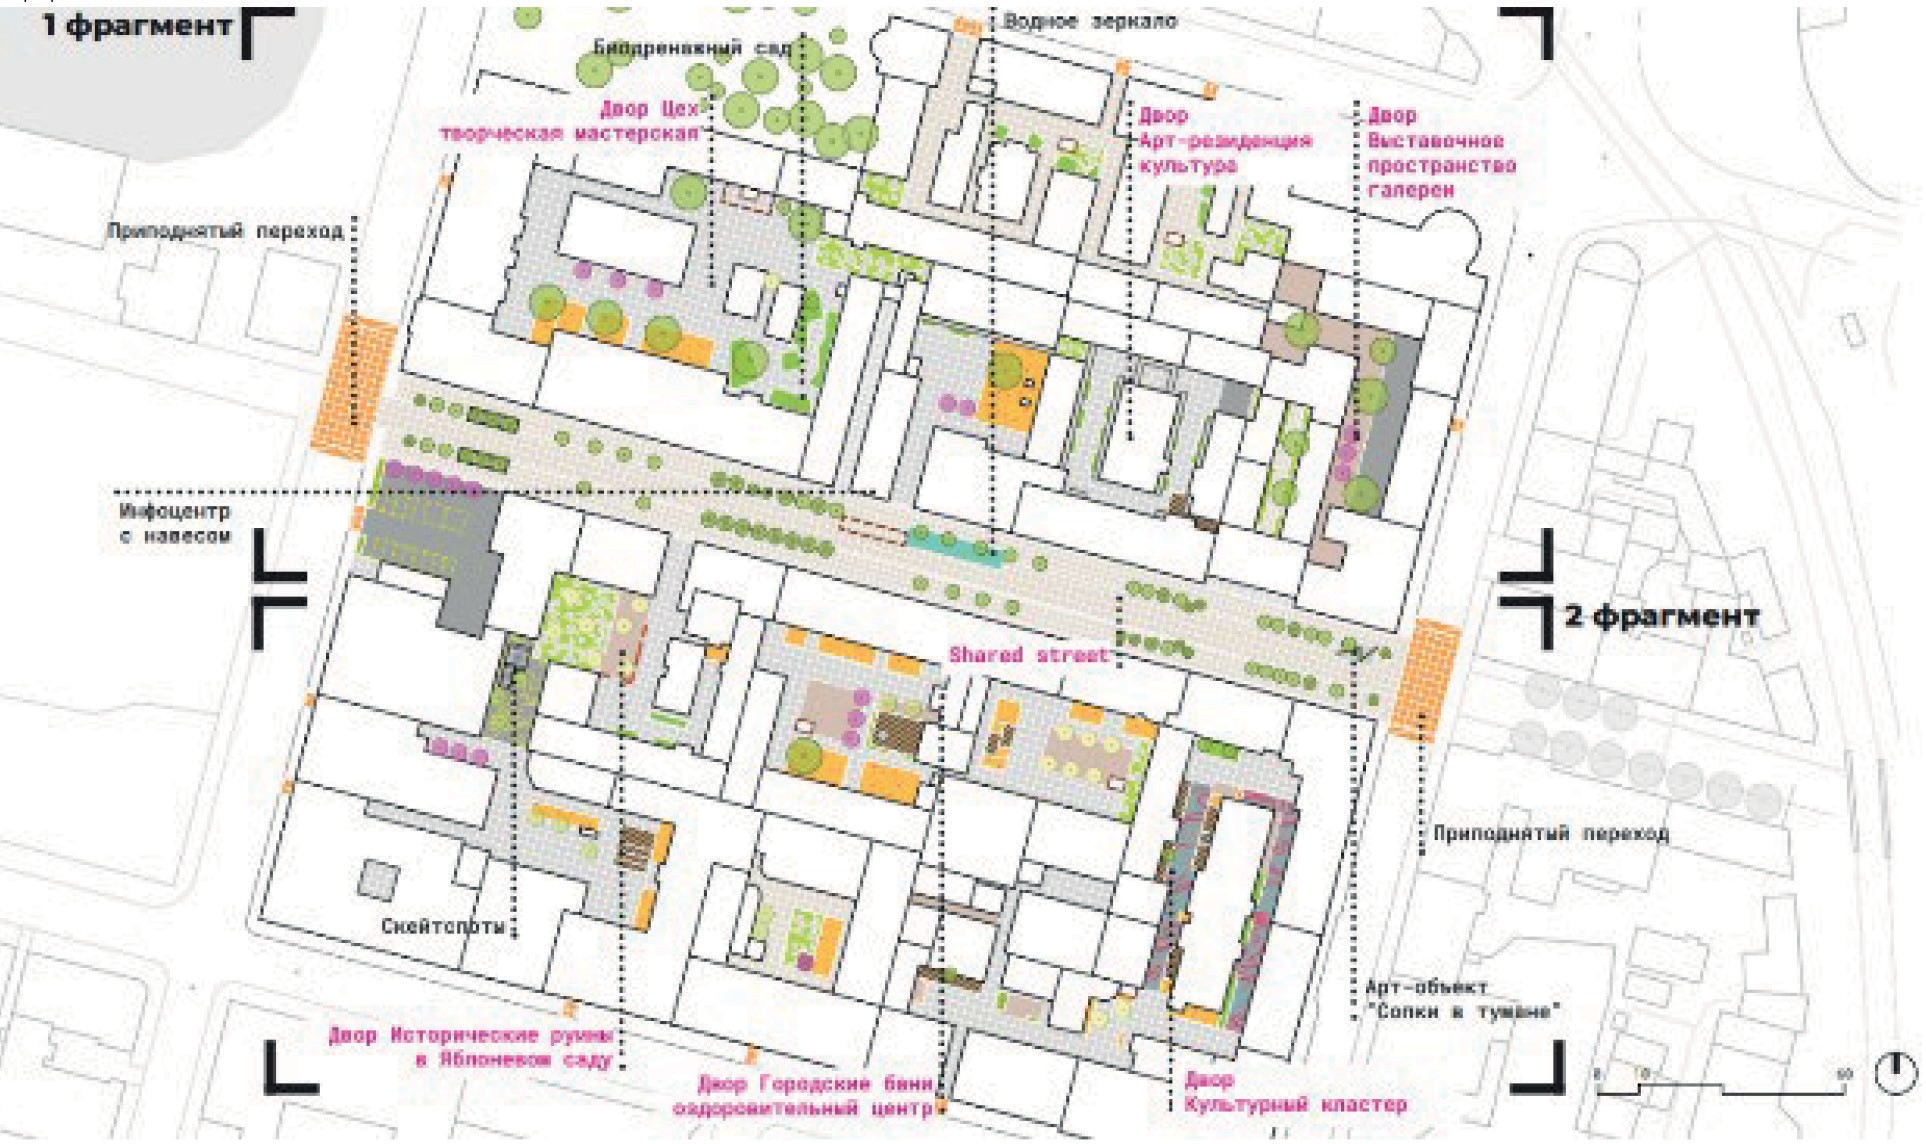 1 фрагмент
Водное зеркало
Биодренажный сад
Двор Цех
творческая мастерская
Двор
Арт-резиденция
культура
Двор
Выставочное
пространство
галереи
Приподнятый переход
Инфоцентр
с навесом
2 фрагмент
Shared street
Приподнятый переход
Скейтспоты
Арт-объект
"Сопки в тумане"
Двор Исторические руины
в Яблоневом саду
Двор Городские бани
оздоровительный центр
Двор
Культурный кластер